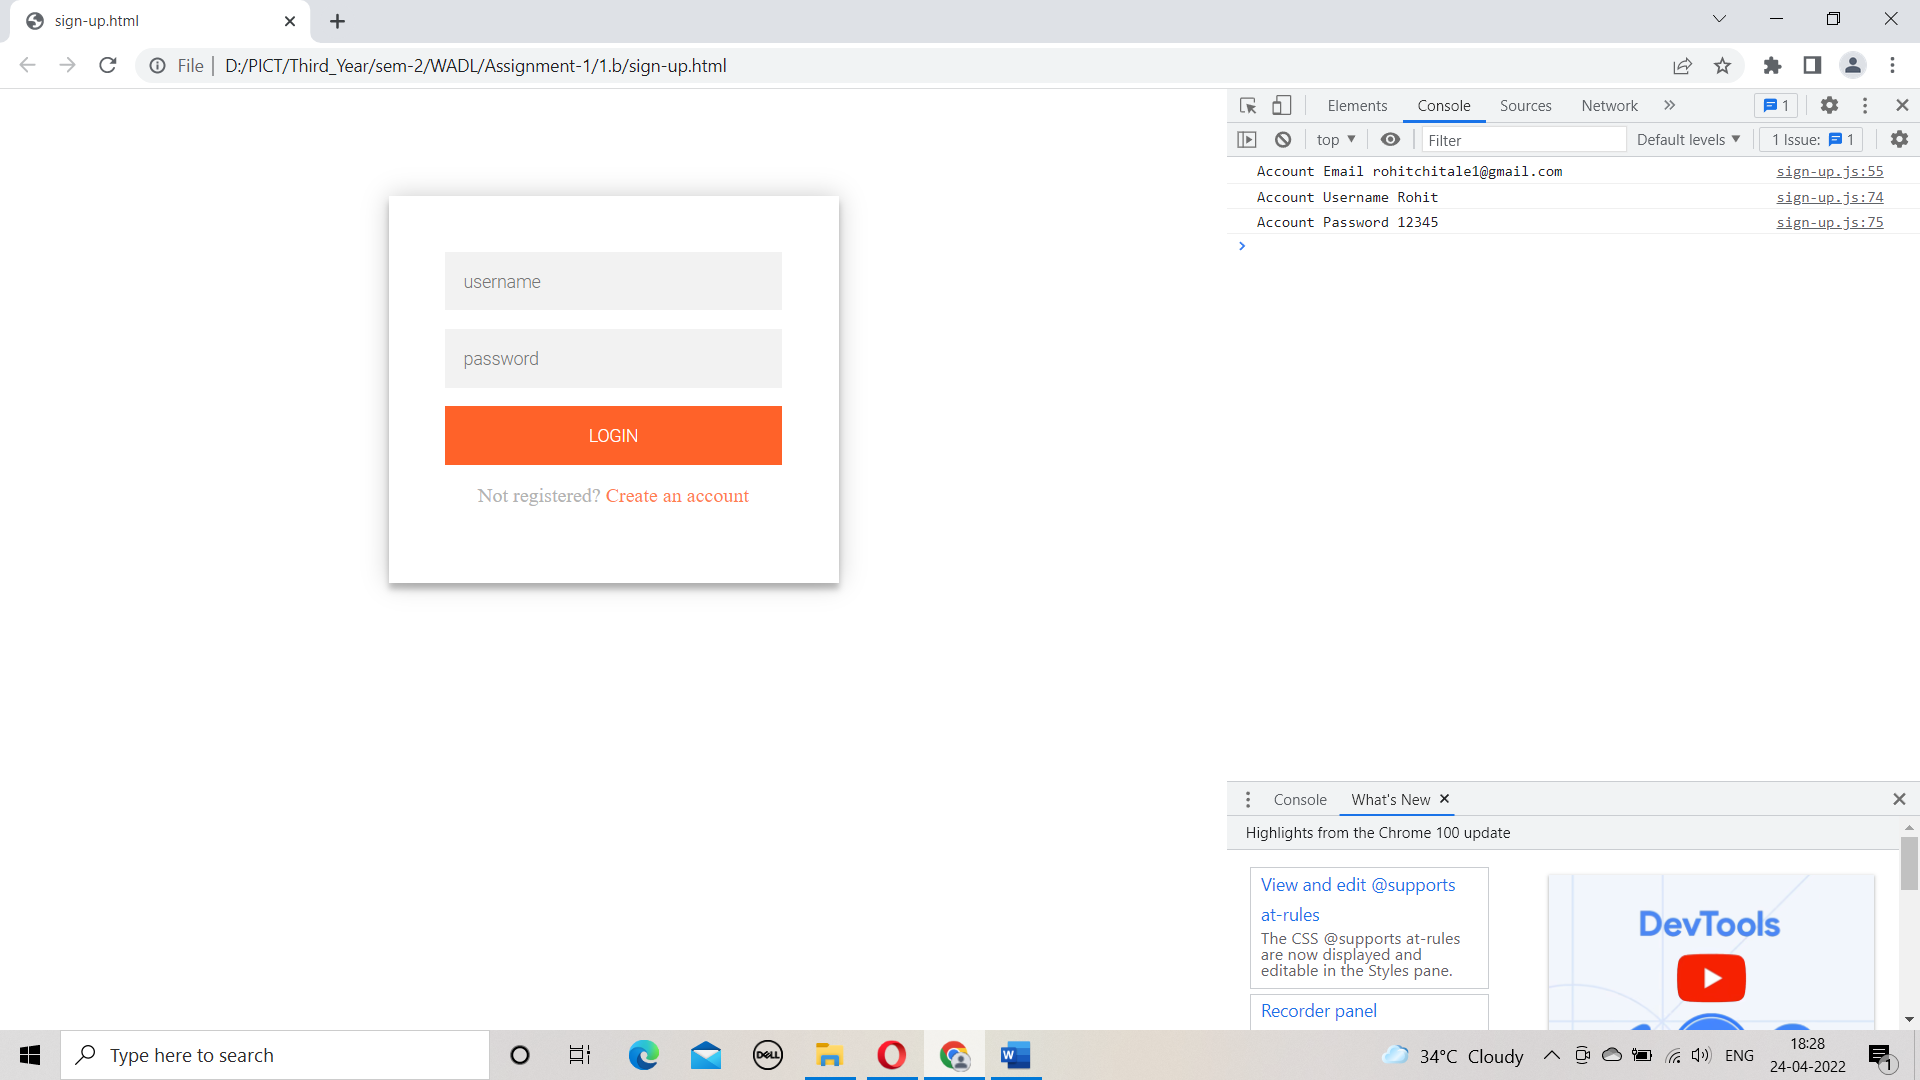 sign-up.html
File
D:/PICT/Third_Year/sem-2/WADL/Assignment-1/1.b/sign-up.html
username
password
LOGIN
Not registered? Create an account
Elements Console Sources Network 1
top Filter Default levels 1 Issue: 1
Account Email rohitchitale1@gmail.com sign-up.js:55
Account Username Rohit sign-up.js:74
Account Password 12345 sign-up.js:75
Console What's New
Highlights from the Chrome 100 update
View and edit @supports
at-rules
The CSS @supports at-rules
are now displayed and
editable in the Styles pane.
Recorder panel
DevTools
Type here to search
DELL
W
34°C Cloudy
ENG
18:28
24-04-2022
1